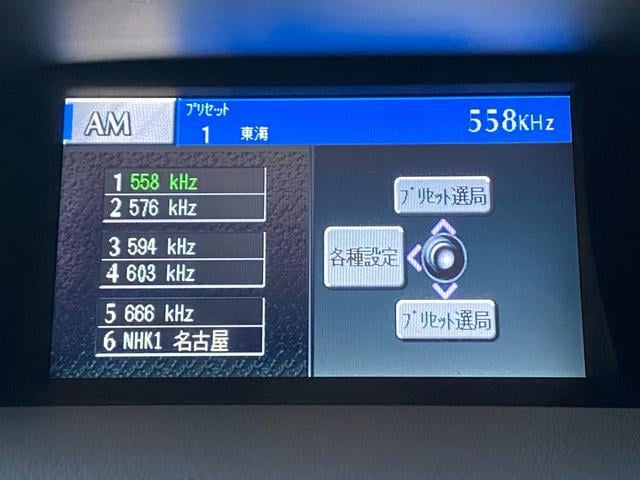 AM
プリセット
1 東海
558KHz
1 558 kHz
2 576 kHz
3 594 kHz
4 603 kHz
5 666 kHz
6 NHK1 名古屋
プリセット選局
各種設定
プリセット選局